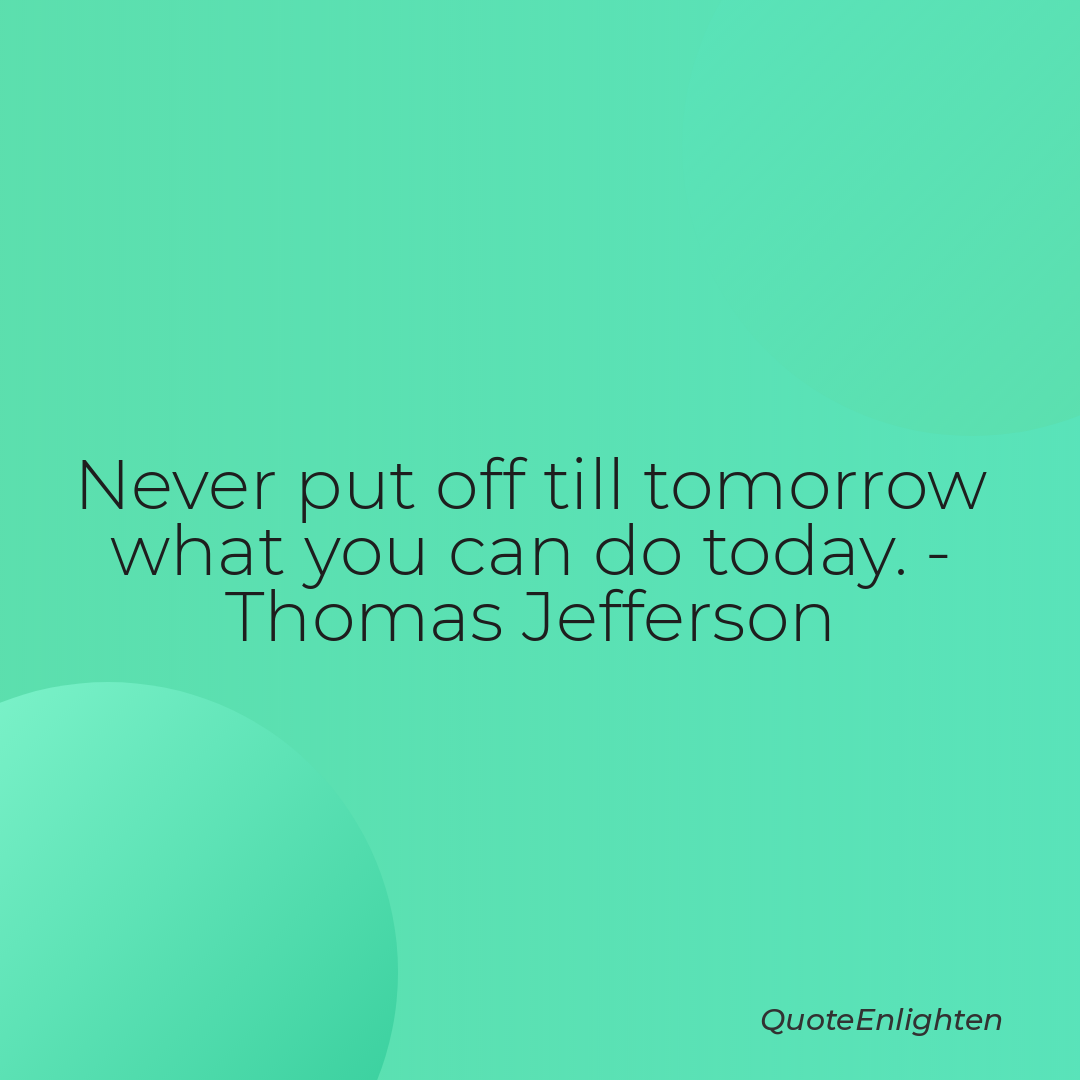 Never put off till tomorrow
what you can do today. -
Thomas Jefferson
QuoteEnlighten